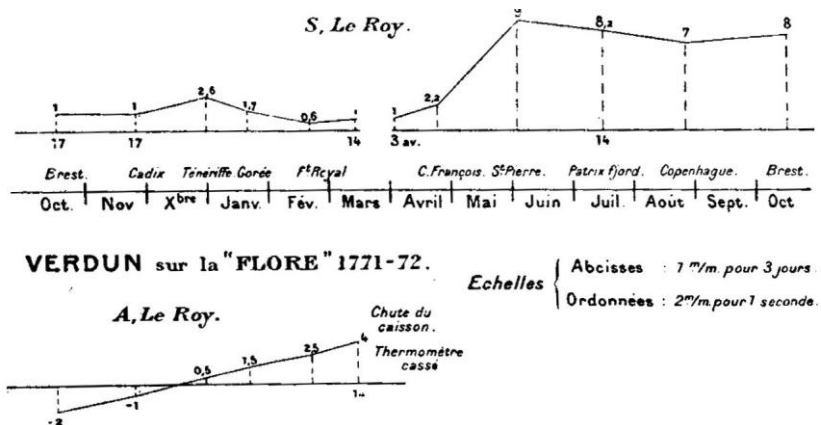 9
S, Le Roy.
8,2
7
8
1 1 2,6 1,7 0,6 1 2,2
17 17 14 3 av. 14
Brest. Cadix Ténériffe. Gorée Ft Royal C. François. St Pierre. Patrix fjord. Copenhague. Brest.
Oct. Nov Xbre Janv. Fév. Mars Avril Mai Juin Juil. Août Sept. Oct
VERDUN sur la "FLORE" 1771-72.
Echelles
Abcisses : 1 m/m. pour 3 jours.
Ordonnées : 2 m/m. pour 1 seconde.
A, Le Roy.
Chute du
caisson.
Thermomètre
cassé
-2 -1 0,5 1,5 2,5 4